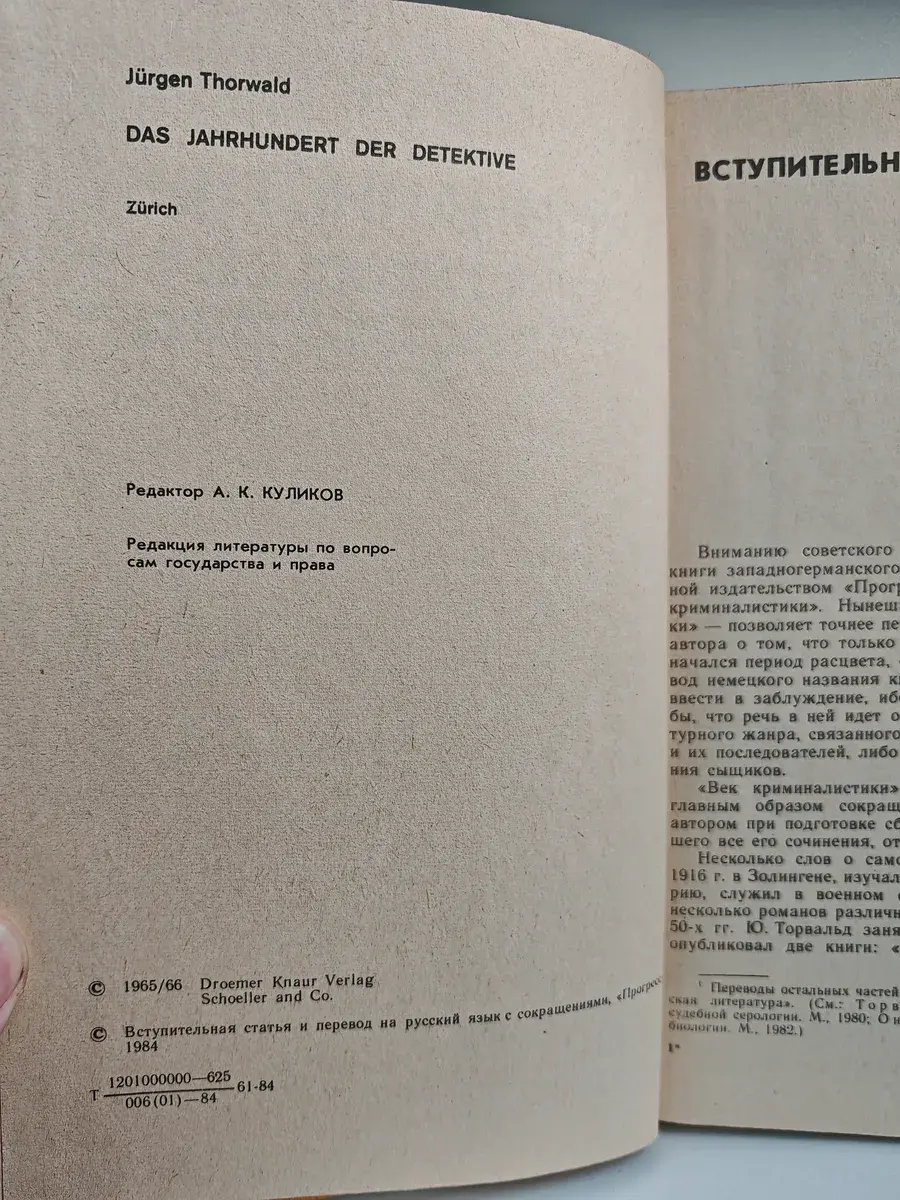 Jürgen Thorwald
DAS JAHRHUNDERT DER DETEKTIVE
Zürich
Редактор А. К. КУЛИКОВ
Редакция литературы по вопро-
сам государства и права
© 1965/66 Droemer Knaur Verlag
Schoeller and Co.
© Вступительная статья и перевод на русский язык с сокращениями, «Прогресс
1984
Т 1201000000—625
006(01)—84
61-84
ВСТУПИТЕЛЬН
Вниманию советского
книги западногерманского
ной издательством «Прогр
криминалистики». Нынеш
ки» — позволяет точнее пе
автора о том, что только
начался период расцвета,
вод немецкого названия к
ввести в заблуждение, иб
бы, что речь в ней идет о
турного жанра, связанного
и их последователей, либо
ния сыщиков.
«Век криминалистики»
главным образом сокращ
автором при подготовке сб
шего все его сочинения, от
Несколько слов о само
1916 г. в Золингене, изучал
рию, служил в военном
несколько романов различн
50-х гг. Ю. Торвальд заня
опубликовал две книги: «
¹ Переводы остальных частей
ская литература». (См.: Торв
судебной серологии. М., 1980; Он
биологии. М., 1982.)
1*